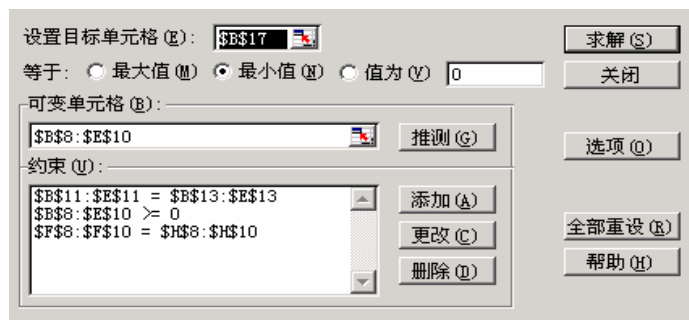 设置目标单元格(E): $B$17 求解(S)
等于: 最大值(M) 最小值(N) 值为(V) 0 关闭
可变单元格(B):
$B$8:$E$10 推测(G) 选项(O)
约束(U):
$B$11:$E$11 = $B$13:$E$13 添加(A)
$B$8:$E$10 >= 0 全部重设(R)
$F$8:$F$10 = $H$8:$H$10 更改(C)
帮助(H)
删除(D)